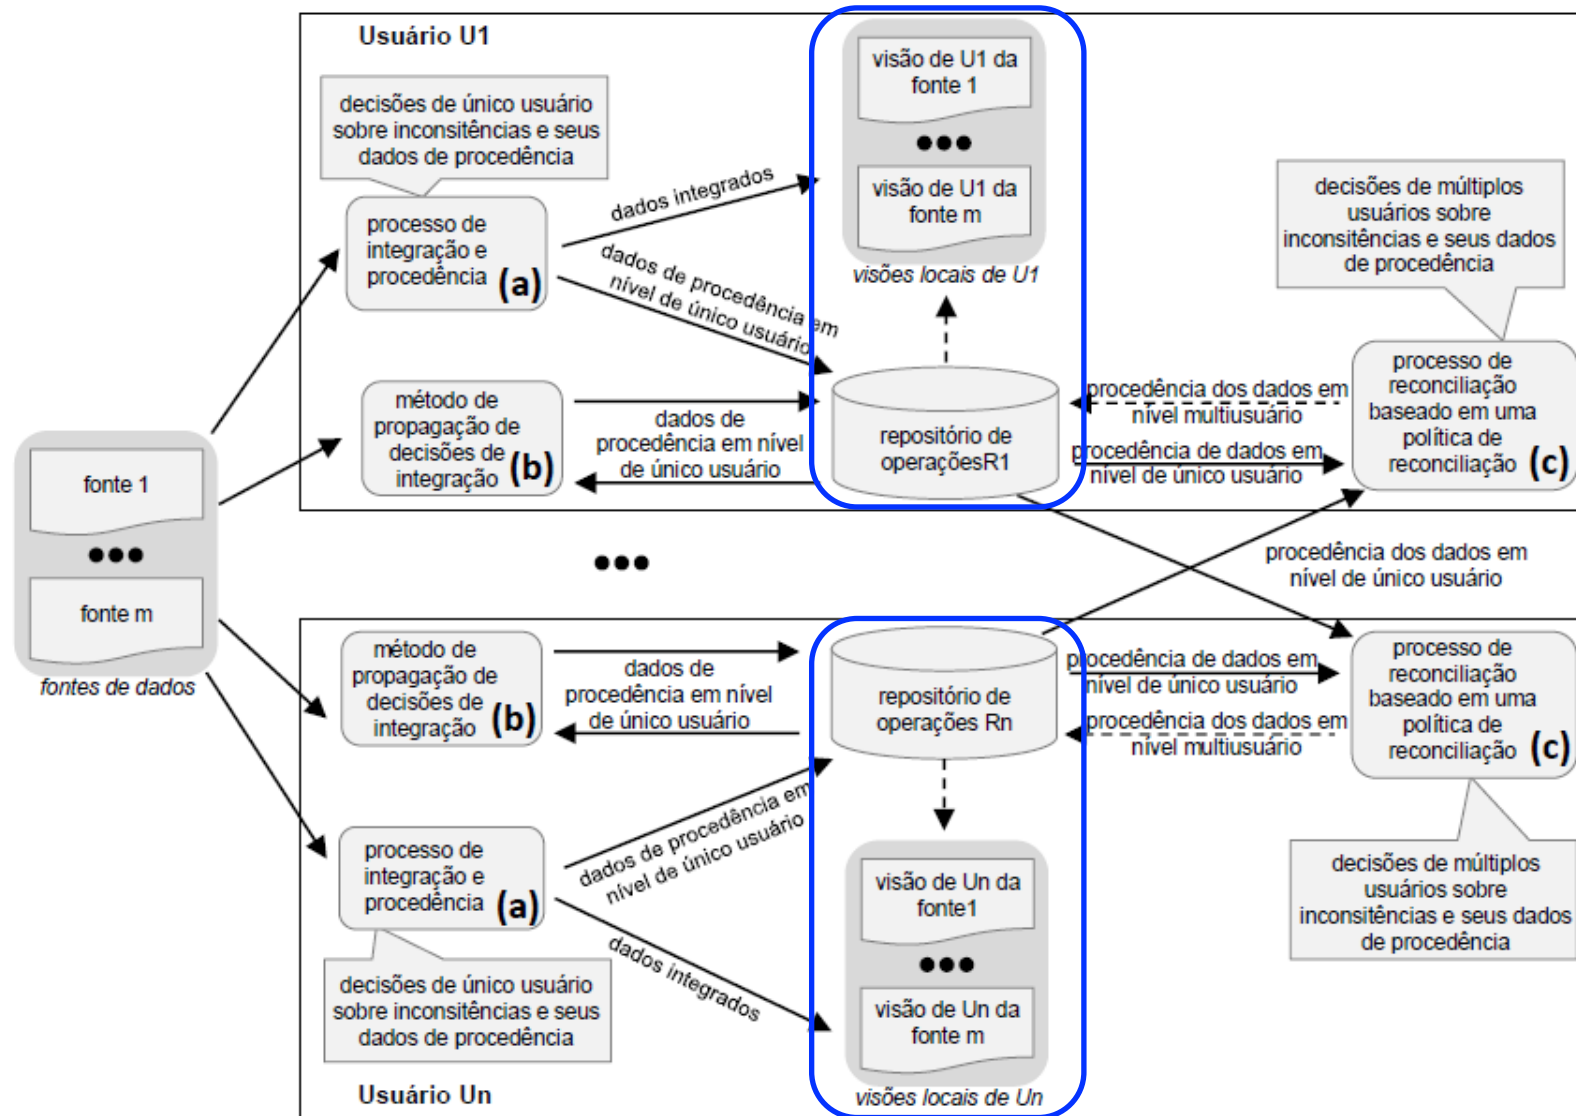 Usuário U1
decisões de único usuário
sobre inconsitências e seus
dados de procedência
processo de
integração e
procedência
(a)
dados integrados
dados de procedência em
nível de único usuário
visão de U1 da
fonte 1
●●●
visão de U1 da
fonte m
visões locais de U1
decisões de múltiplos
usuários sobre
inconsitências e seus dados
de procedência
método de
propagação de
decisões de
integração
(b)
dados de
procedência em nível
de único usuário
repositório de
operaçõesR1
procedência dos dados em
nível multiusuário
procedência de dados em
nível de único usuário
processo de
reconciliação
baseado em uma
política de
reconciliação
(c)
fonte 1
●●●
fonte m
fontes de dados
●●●
procedência dos dados em
nível de único usuário
método de
propagação de
decisões de
integração
(b)
dados de
procedência em nível
de único usuário
repositório de
operações Rn
procedência de dados em
nível de único usuário
procedência dos dados em
nível multiusuário
processo de
reconciliação
baseado em uma
política de
reconciliação
(c)
processo de
integração e
procedência
(a)
dados de procedência em
nível de único usuário
dados integrados
decisões de único usuário
sobre inconsitências e seus
dados de procedência
visão de Un da
fonte1
●●●
visão de Un da
fonte m
visões locais de Un
decisões de múltiplos
usuários sobre
inconsitências e seus dados
de procedência
Usuário Un